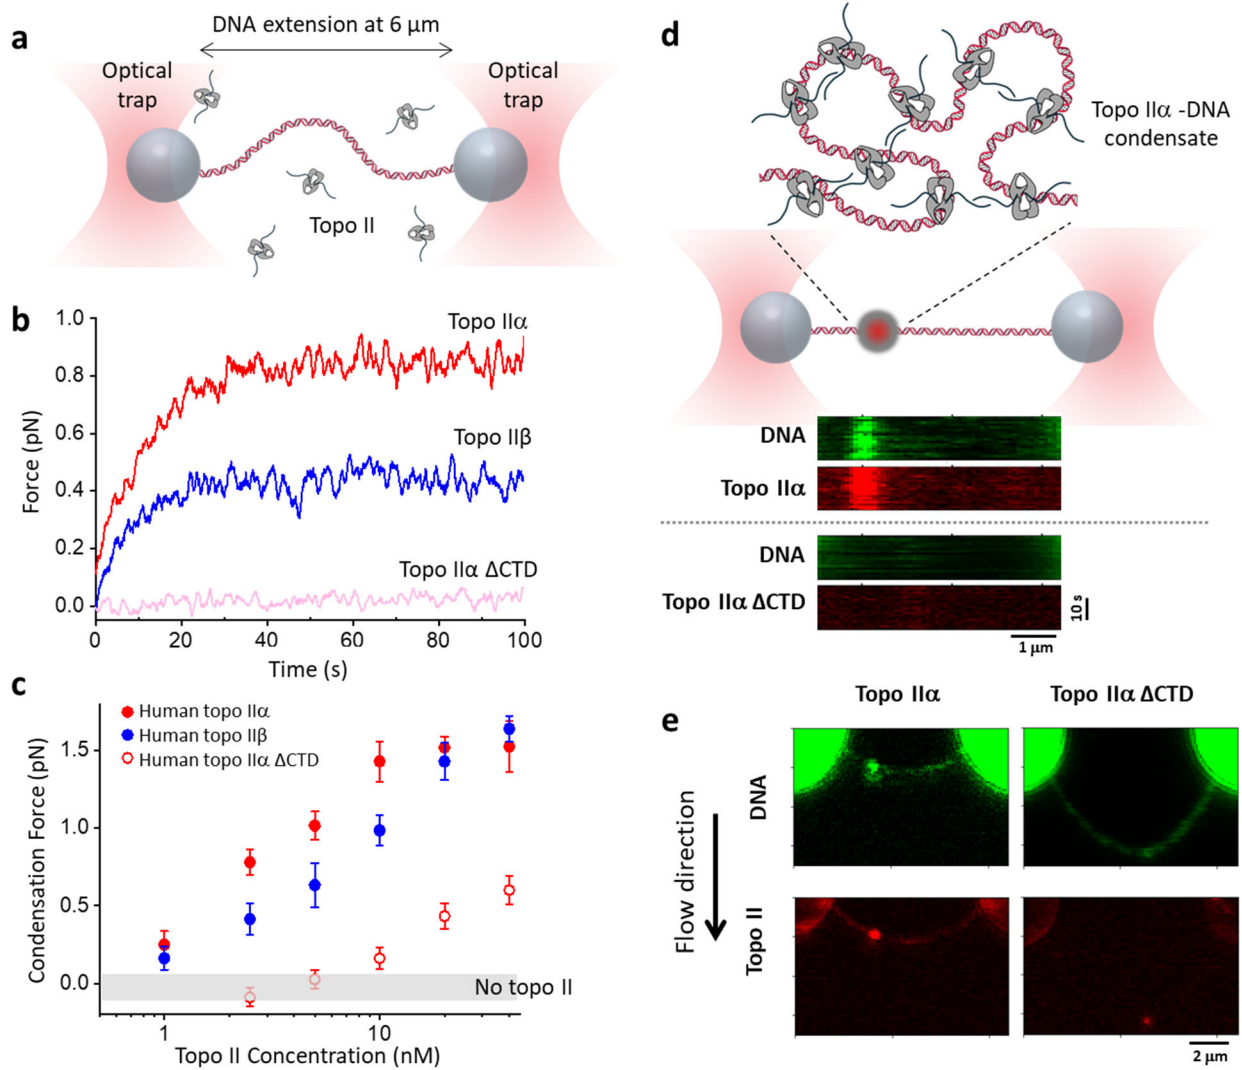 a
DNA extension at 6 μm
Optical
trap
Optical
trap
Topo II
b
1.0
0.8
0.6
0.4
0.2
0.0
Force (pN)
Topo IIα
Topo IIβ
Topo IIα ΔCTD
0
20
40
60
80
100
Time (s)
c
Human topo IIα
Human topo IIβ
Human topo IIα ΔCTD
1.5
1.0
0.5
0.0
Condensation Force (pN)
No topo II
1
10
Topo II Concentration (nM)
d
Topo IIα -DNA
condensate
DNA
Topo IIα
DNA
Topo IIα ΔCTD
10 s
1 μm
e
Topo IIα
Topo IIα ΔCTD
DNA
Flow direction
Topo II
2 μm